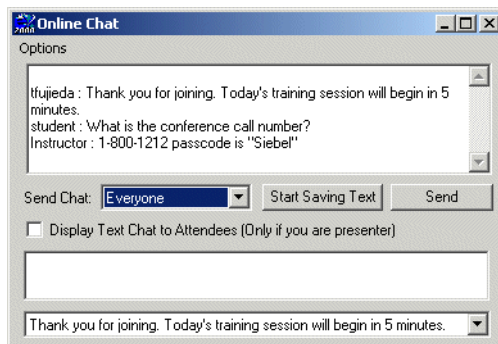 Online Chat
Options
tfujieda : Thank you for joining. Today's training session will begin in 5
minutes.
student : What is the conference call number?
Instructor : 1-800-1212 passcode is "Siebel"
Send Chat: Everyone Start Saving Text Send
Display Text Chat to Attendees (Only if you are presenter)
Thank you for joining. Today's training session will begin in 5 minutes.